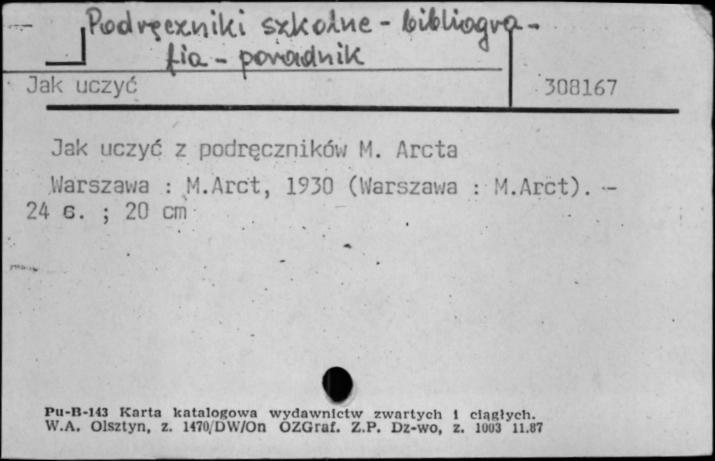 Podręczniki szkolne - bibliogra-
fia - poradnik
Jak uczyć
308167
Jak uczyć z podręczników M. Arcta
Warszawa : M.Arct, 1930 (Warszawa : M.Arct). -
24 s. ; 20 cm
Pu-B-143 Karta katalogowa wydawnictw zwartych i ciągłych.
W.A. Olsztyn, z. 1470/DW/On OZGraf. Z.P. Dz-wo, z. 1003 11.87